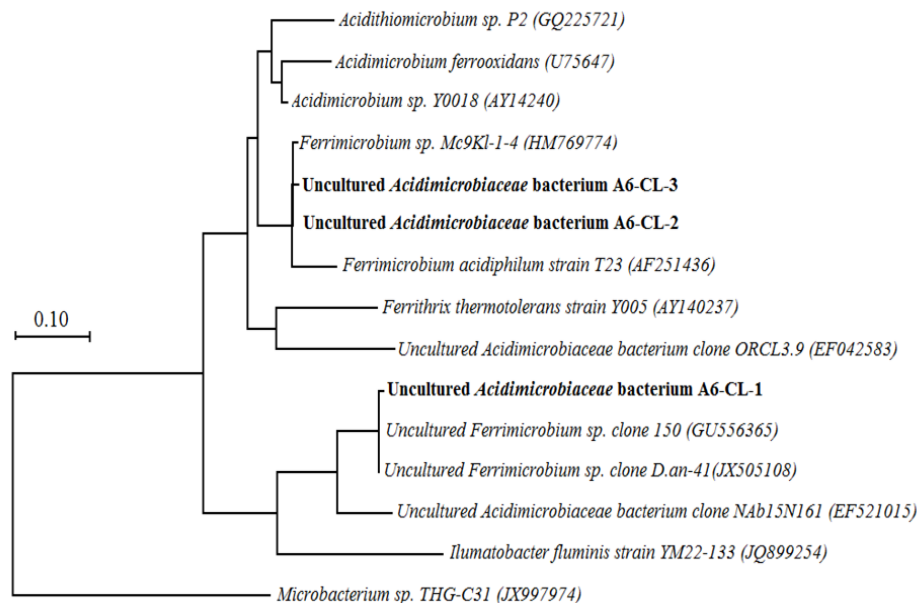 Acidithiomicrobium sp. P2 (GQ225721)
Acidimicrobium ferrooxidans (U75647)
Acidimicrobium sp. Y0018 (AY14240)
Ferrimicrobium sp. Mc9Kl-1-4 (HM769774)
Uncultured Acidimicrobiaceae bacterium A6-CL-3
Uncultured Acidimicrobiaceae bacterium A6-CL-2
Ferrimicrobium acidiphilum strain T23 (AF251436)
Ferrithrix thermotolerans strain Y005 (AY140237)
0.10
Uncultured Acidimicrobiaceae bacterium clone ORCL3.9 (EF042583)
Uncultured Acidimicrobiaceae bacterium A6-CL-1
Uncultured Ferrimicrobium sp. clone 150 (GU556365)
Uncultured Ferrimicrobium sp. clone D.an-41(JX505108)
Uncultured Acidimicrobiaceae bacterium clone NAb15N161 (EF521015)
Ilumatobacter fluminis strain YM22-133 (JQ899254)
Microbacterium sp. THG-C31 (JX997974)